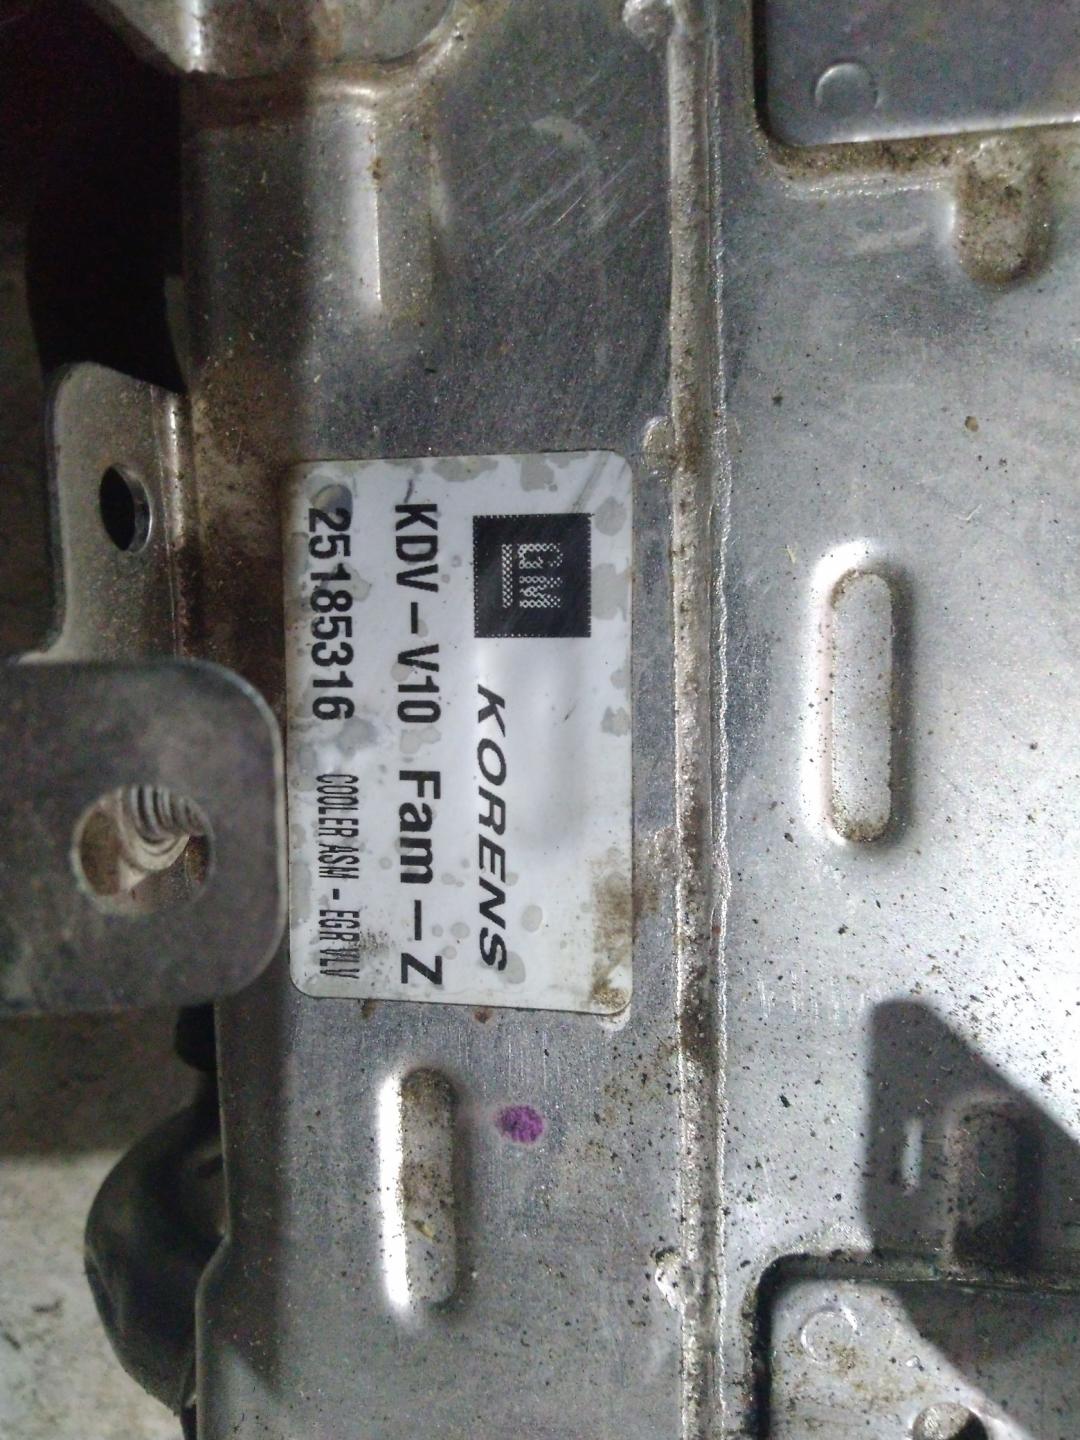 GM
KORENS
KDV-V10 Fam-Z
25185316 COOLER ASM - EGR VLV